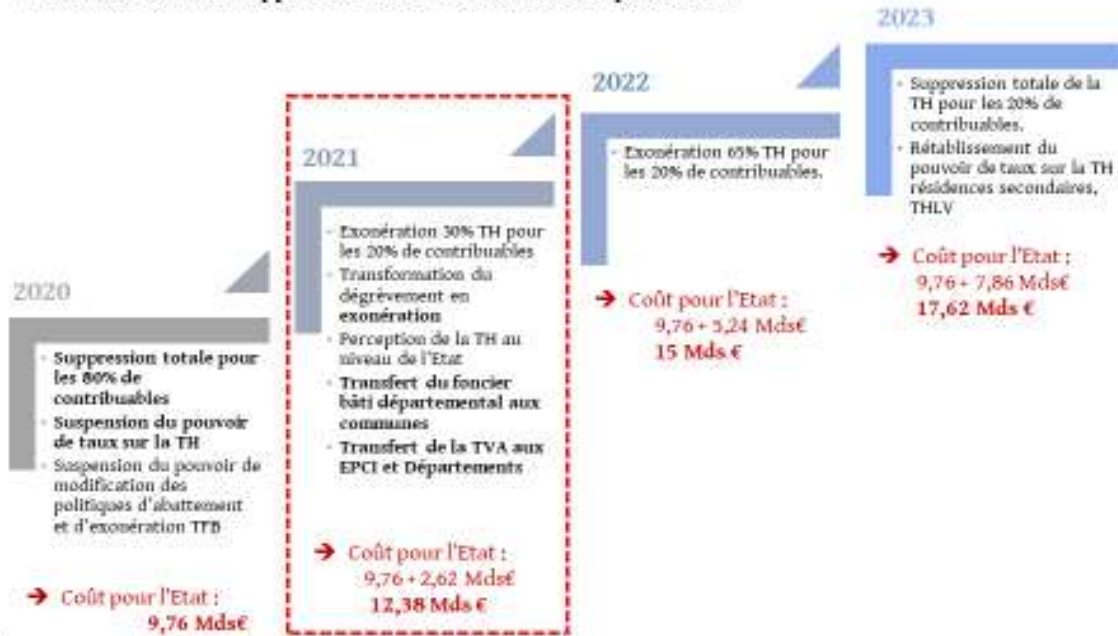 2020
- Suppression totale pour
les 80% de
contribuables
- Suspension du pouvoir
de taux sur la TH
- Suspension du pouvoir de
modification des
politiques d'abattement
et d'exonération TFB
➔ Coût pour l'Etat :
9,76 Mds€
2021
- Exonération 30% TH pour
les 20% de contribuables
- Transformation du
dégrèvement en
exonération
- Perception de la TH au
niveau de l'Etat
- Transfert du foncier
bâti départemental aux
communes
- Transfert de la TVA aux
EPCI et Départements
➔ Coût pour l'Etat :
9,76 + 2,62 Mds€
12,38 Mds €
2022
- Exonération 65% TH pour
les 20% de contribuables.
➔ Coût pour l'Etat :
9,76 + 5,24 Mds€
15 Mds €
2023
- Suppression totale de la
TH pour les 20% de
contribuables.
- Rétablissement du
pouvoir de taux sur la TH
résidences secondaires,
THLV
➔ Coût pour l'Etat :
9,76 + 7,86 Mds€
17,62 Mds €